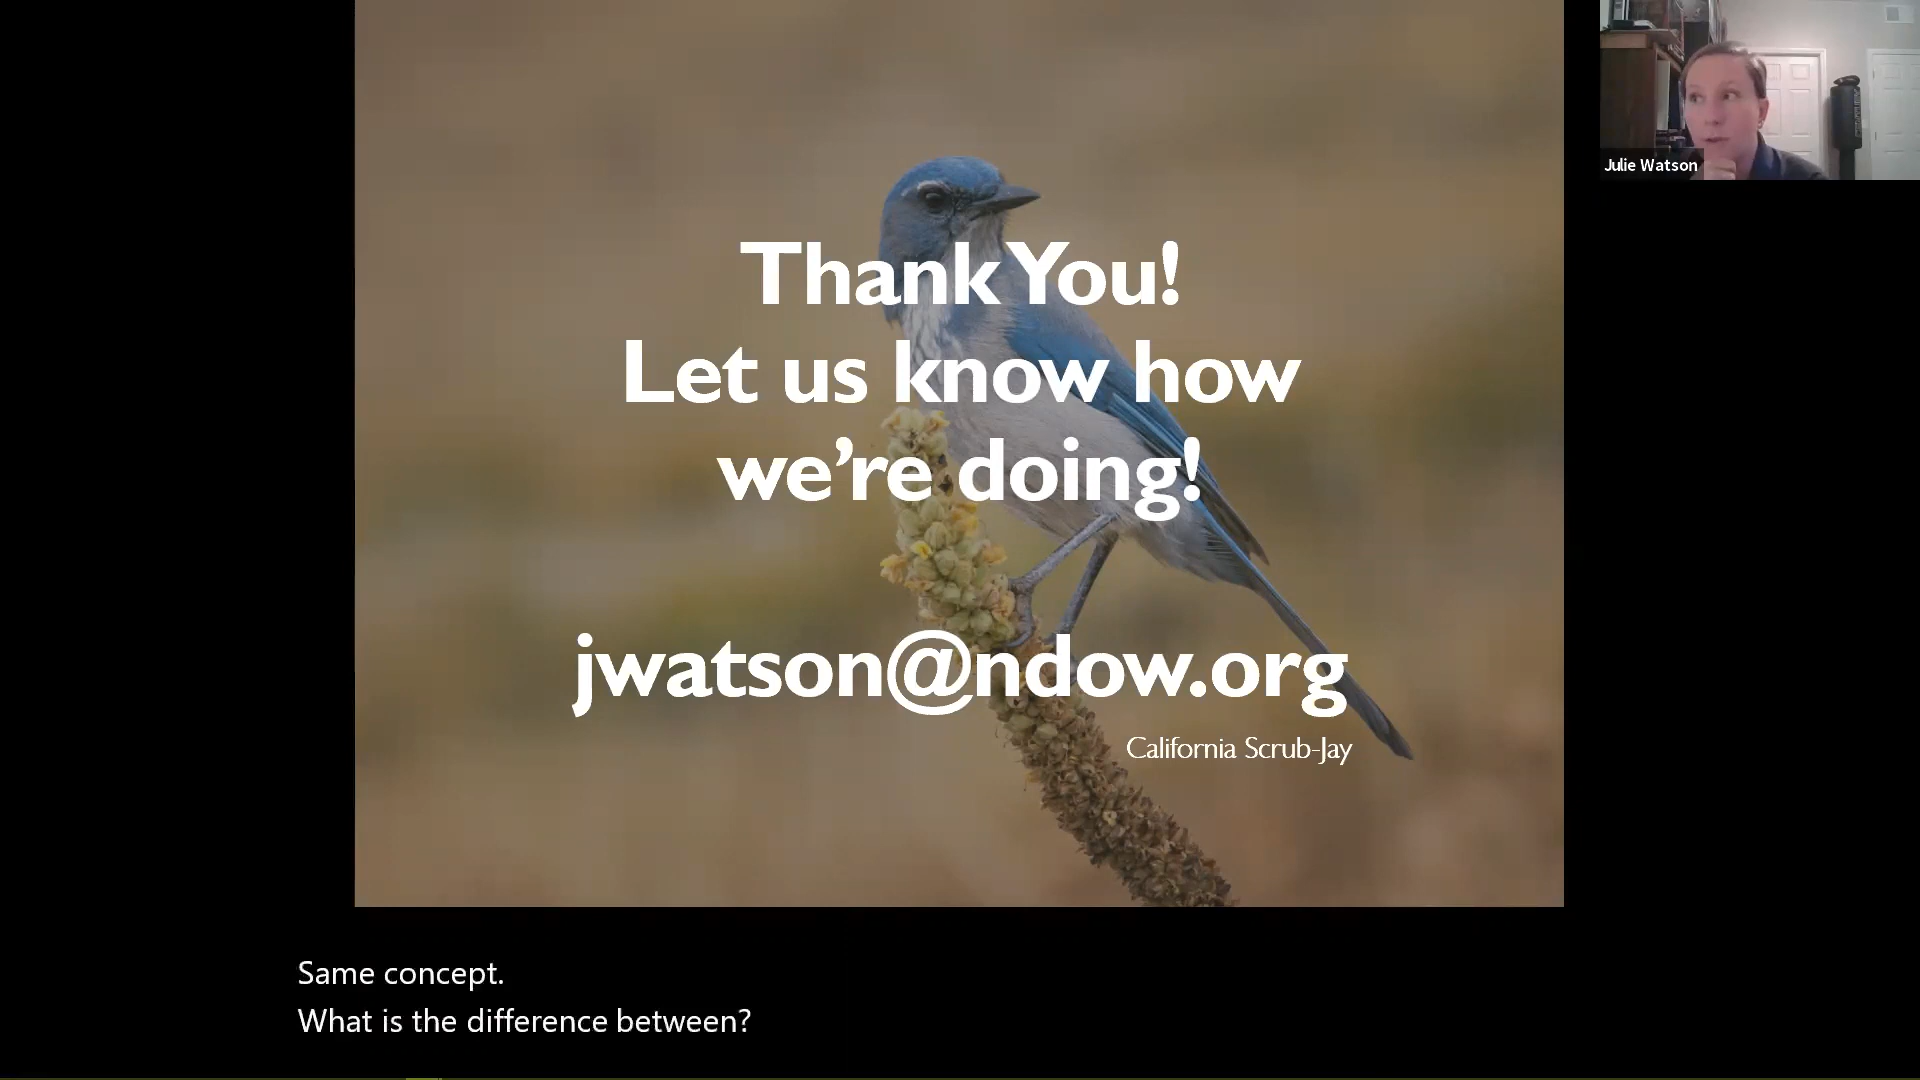 Thank You!
Let us know how
we’re doing!
jwatson@ndow.org
California Scrub-Jay
Julie Watson
Same concept.
What is the difference between?